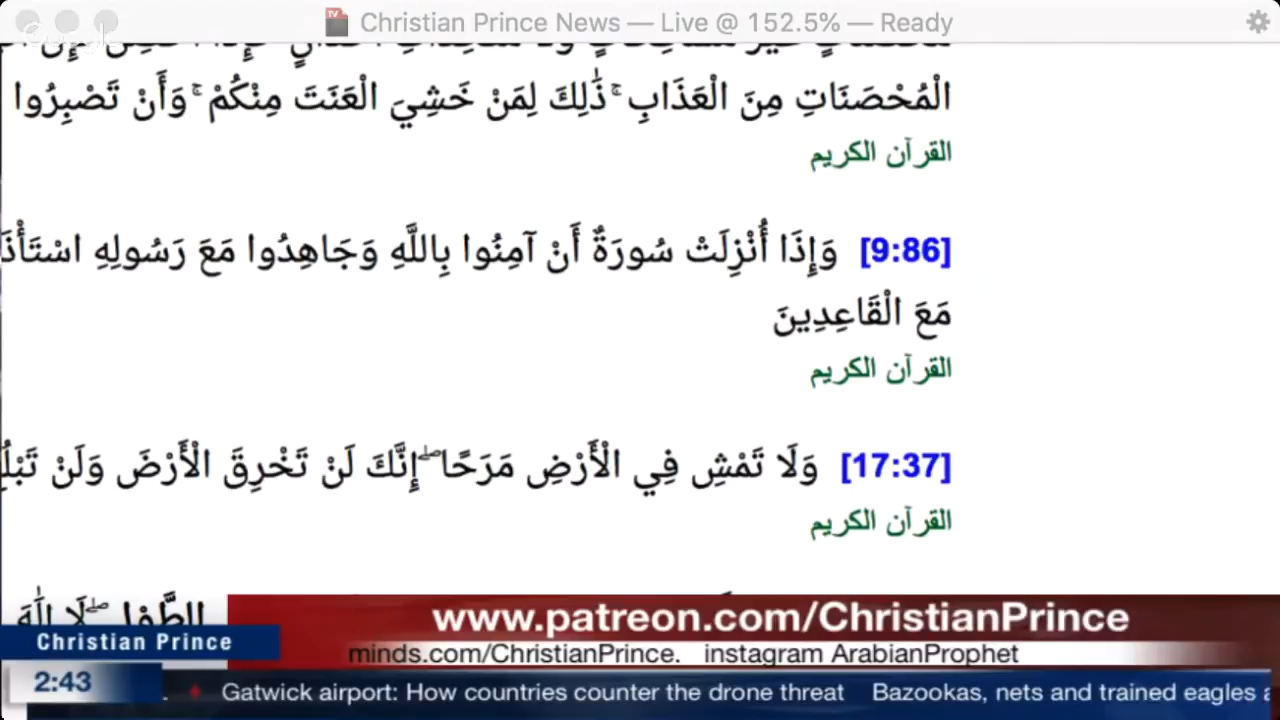 Christian Prince News — Live @ 152.5% — Ready
الْمُحْصَنَاتِ مِنَ الْعَذَابِ ۚ ذَٰلِكَ لِمَنْ خَشِيَ الْعَنَتَ مِنْكُمْ ۚ وَأَنْ تَصْبِرُوا
القرآن الكريم
[9:86] وَإِذَا أُنْزِلَتْ سُورَةٌ أَنْ آمِنُوا بِاللَّهِ وَجَاهِدُوا مَعَ رَسُولِهِ
مَعَ الْقَاعِدِينَ
القرآن الكريم
[17:37] وَلَا تَمْشِ فِي الْأَرْضِ مَرَحًا ۖ إِنَّكَ لَنْ تَخْرِقَ الْأَرْضَ وَلَنْ
القرآن الكريم
www.patreon.com/ChristianPrince
Christian Prince
minds.com/ChristianPrince. instagram ArabianProphet
2:43
Gatwick airport: How countries counter the drone threat Bazookas, nets and trained eagles